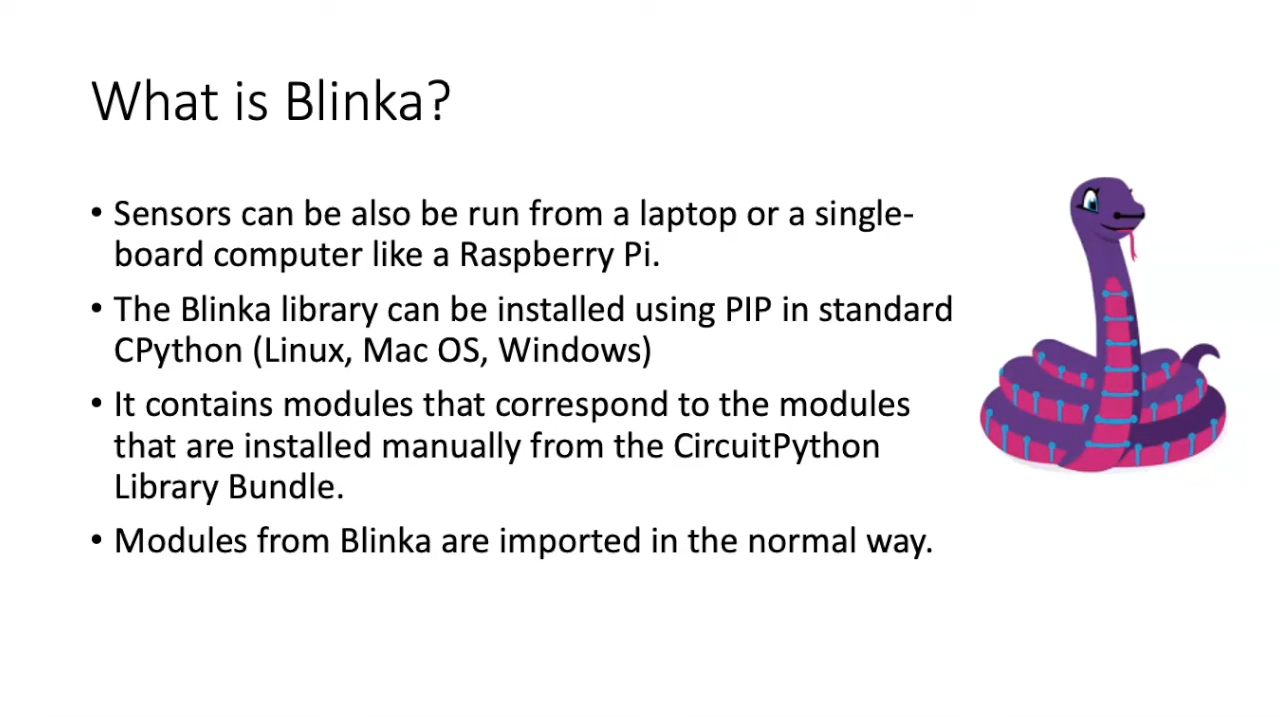 What is Blinka?
• Sensors can be also be run from a laptop or a single-
board computer like a Raspberry Pi.
• The Blinka library can be installed using PIP in standard
CPython (Linux, Mac OS, Windows)
• It contains modules that correspond to the modules
that are installed manually from the CircuitPython
Library Bundle.
• Modules from Blinka are imported in the normal way.